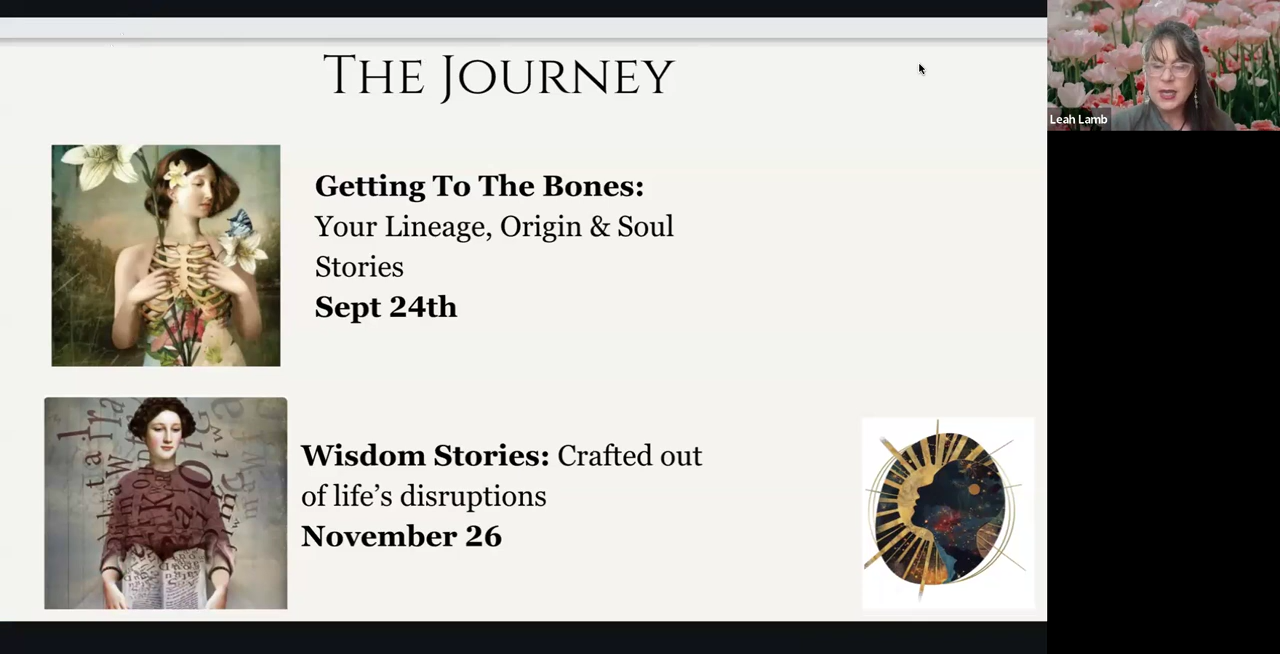 The Journey
Getting To The Bones:
Your Lineage, Origin & Soul
Stories
Sept 24th
Wisdom Stories: Crafted out
of life’s disruptions
November 26
Leah Lamb